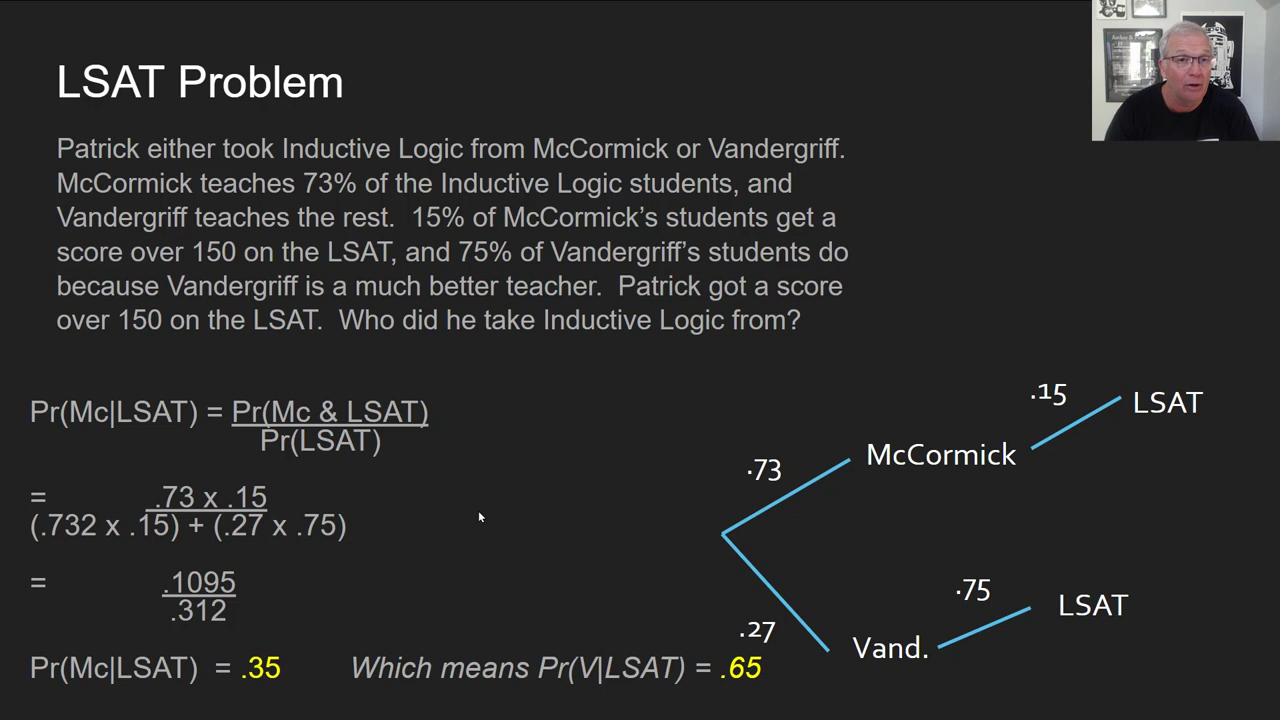 LSAT Problem
Patrick either took Inductive Logic from McCormick or Vandergriff.
McCormick teaches 73% of the Inductive Logic students, and
Vandergriff teaches the rest.  15% of McCormick’s students get a
score over 150 on the LSAT, and 75% of Vandergriff’s students do
because Vandergriff is a much better teacher.  Patrick got a score
over 150 on the LSAT.  Who did he take Inductive Logic from?
Pr(Mc|LSAT) = Pr(Mc & LSAT)
Pr(LSAT)
= .73 x .15
(.732 x .15) + (.27 x .75)
= .1095
.312
Pr(Mc|LSAT)  = .35
Which means Pr(V|LSAT) = .65
.15
LSAT
.73
McCormick
.75
LSAT
.27
Vand.